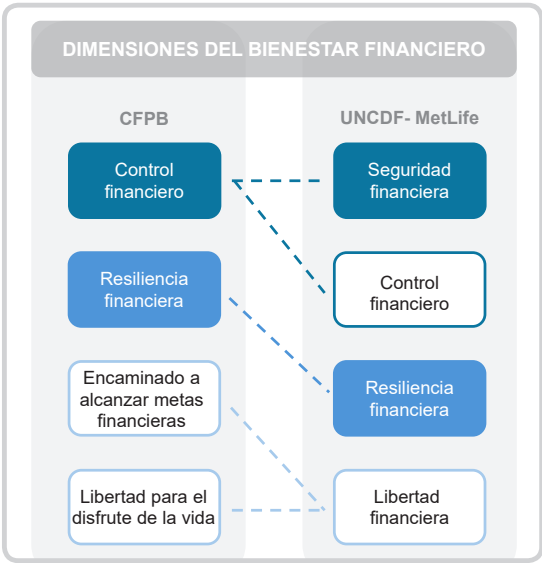 DIMENSIONES DEL BIENESTAR FINANCIERO
CFPB
Control
financiero
Resiliencia
financiera
Encaminado a
alcanzar metas
financieras
Libertad para el
disfrute de la vida
UNCDF- MetLife
Seguridad
financiera
Control
financiero
Resiliencia
financiera
Libertad
financiera